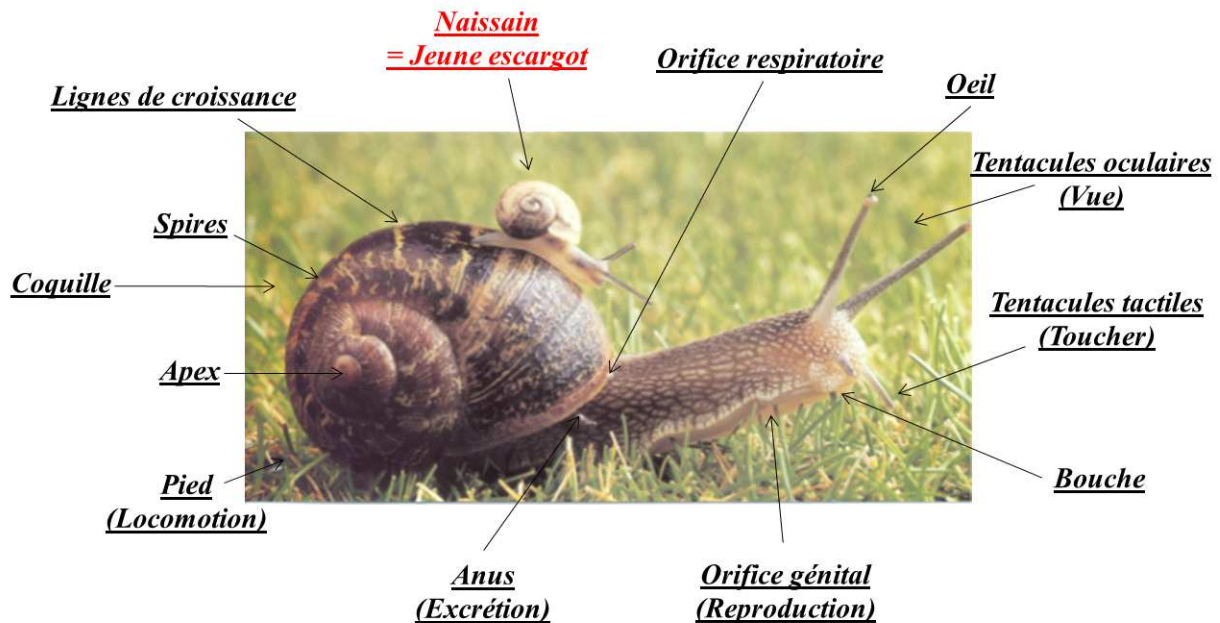 Naissain
= Jeune escargot
Orifice respiratoire
Oeil
Lignes de croissance
Tentacules oculaires
(Vue)
Spires
Coquille
Tentacules tactiles
(Toucher)
Apex
Pied
(Locomotion)
Bouche
Anus
(Excrétion)
Orifice génital
(Reproduction)